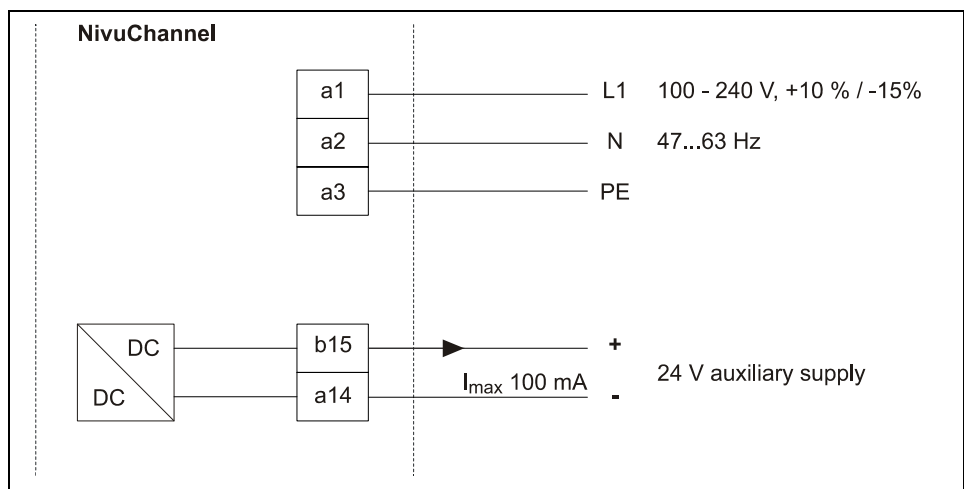 NivuChannel
a1 L1 100 - 240 V, +10 % / -15%
a2 N 47...63 Hz
a3 PE
DC b15 +
24 V auxiliary supply
Imax 100 mA
DC a14 -